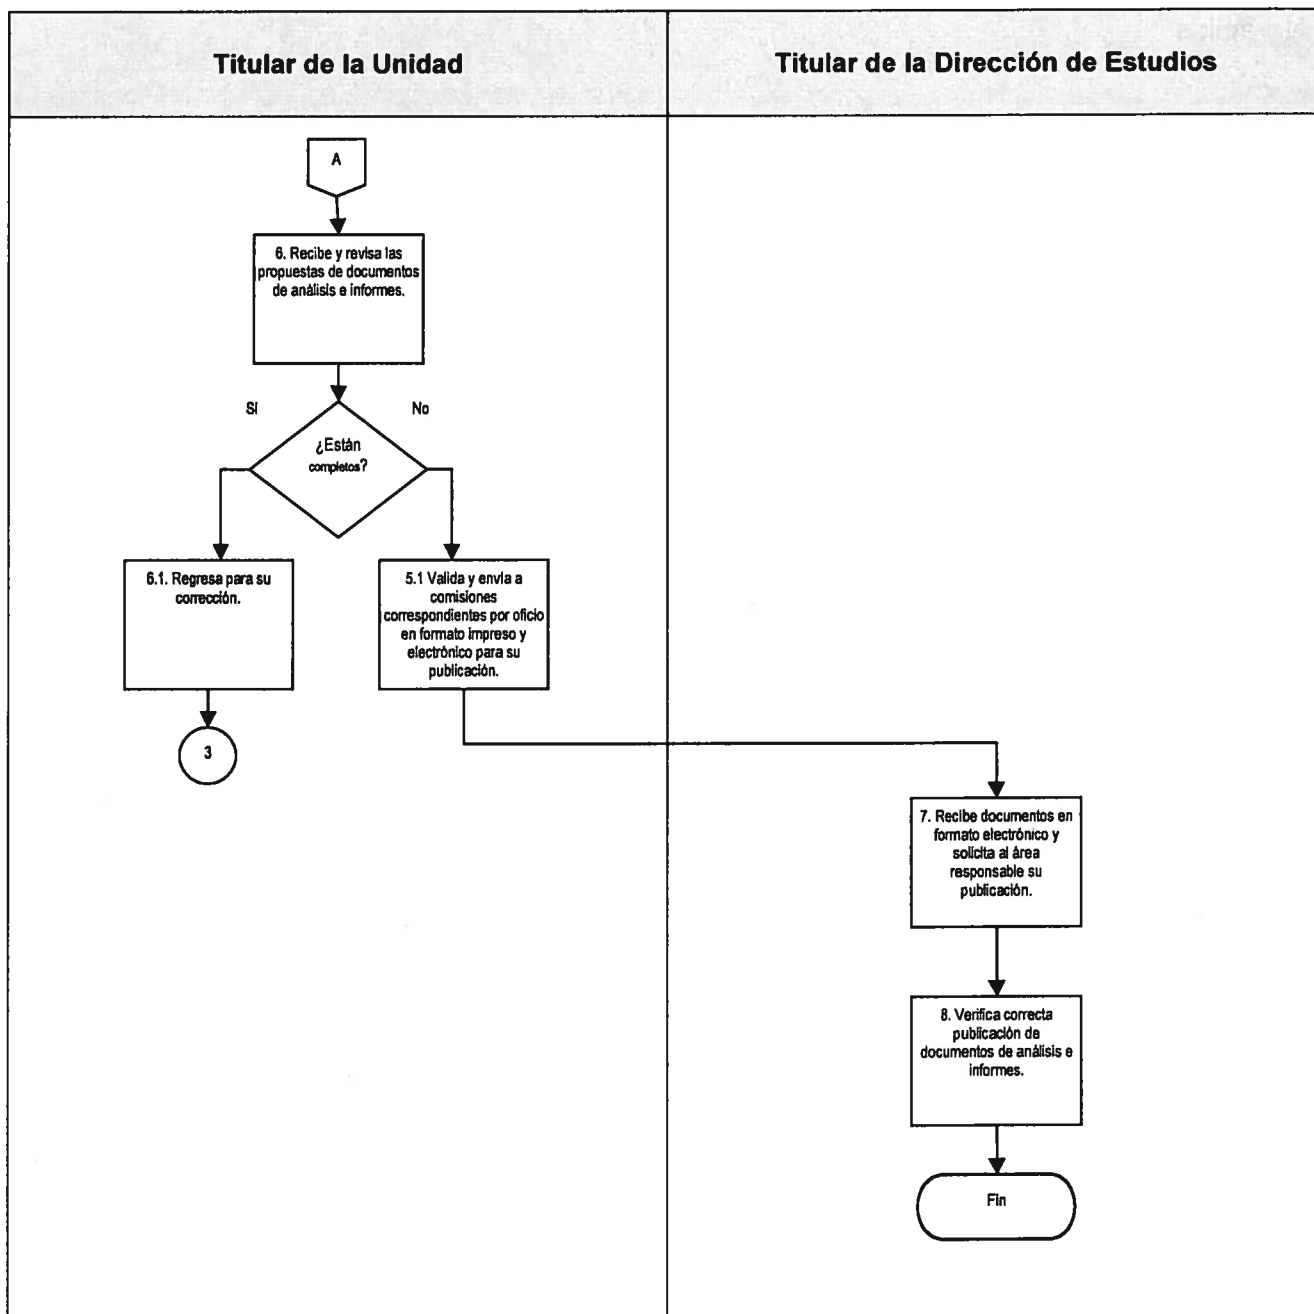 Titular de la Unidad
Titular de la Dirección de Estudios
A
6. Recibe y revisa las
propuestas de documentos
de análisis e informes.
Sí
No
¿Están
completos?
6.1. Regresa para su
corrección.
5.1 Valida y envía a
comisiones
correspondientes por oficio
en formato impreso y
electrónico para su
publicación.
3
7. Recibe documentos en
formato electrónico y
solicita al área
responsable su
publicación.
8. Verifica correcta
publicación de
documentos de análisis e
informes.
Fin